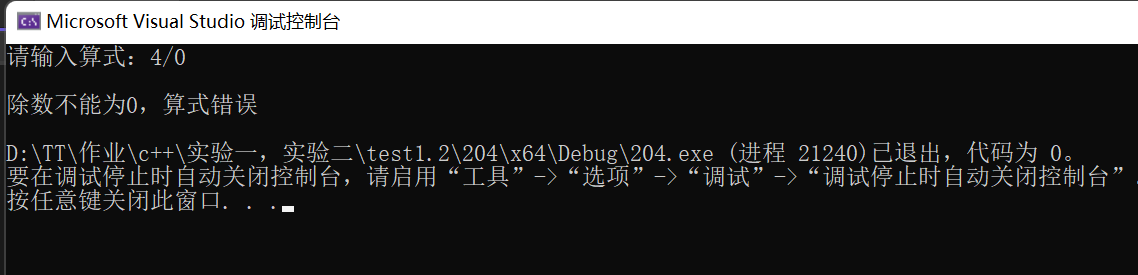 Microsoft Visual Studio 调试控制台
请输入算式：4/0
除数不能为0，算式错误
D:\TT\作业\c++\实验一，实验二\test1.2\204\x64\Debug\204.exe (进程 21240)已退出，代码为 0。
要在调试停止时自动关闭控制台，请启用“工具”->“选项”->“调试”->“调试停止时自动关闭控制台”.
按任意键关闭此窗口. . .